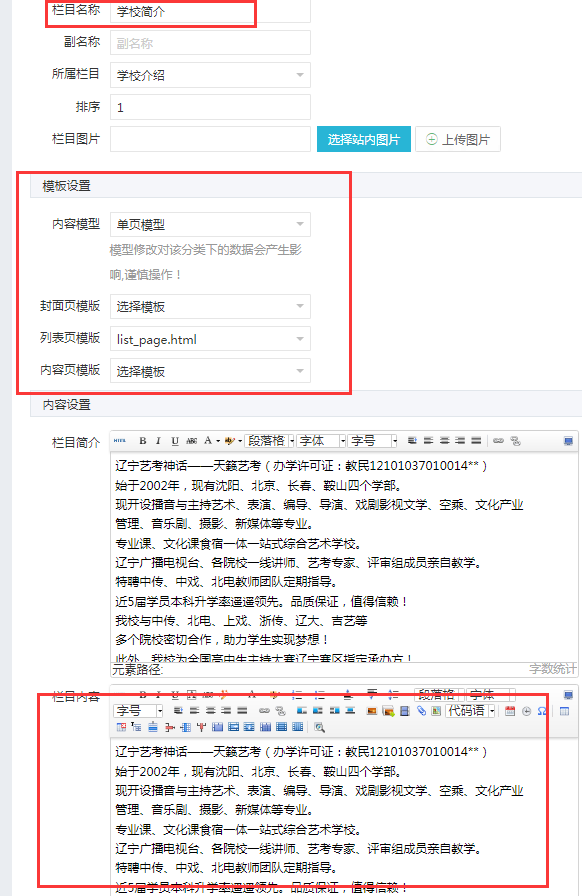 栏目名称 学校简介
副名称 副名称
所属栏目 学校介绍
排序 1
栏目图片 选择站内图片 上传图片
模板设置
内容模型 单页模型
模型修改对该分类下的数据会产生影
响,谨慎操作！
封面页模版 选择模板
列表页模版 list_page.html
内容页模版 选择模板
内容设置
栏目简介 HTML B I U ABC A 段落格 字体 字号
辽宁艺考神话——天籁艺考（办学许可证：教民12101037010014**）
始于2002年，现有沈阳、北京、长春、鞍山四个学部。
现开设播音与主持艺术、表演、编导、导演、戏剧影视文学、空乘、文化产业
管理、音乐剧、摄影、新媒体等专业。
专业课、文化课食宿一体一站式综合艺术学校。
辽宁广播电视台、各院校一线讲师、艺考专家、评审组成员亲自教学。
特聘中传、中戏、北电教师团队定期指导。
近5届学员本科升学率遥遥领先。品质保证，值得信赖！
我校与中传、北电、上戏、浙传、辽大、吉艺等
多个院校密切合作，助力学生实现梦想！
此外，我校为全国高中生主持大赛辽宁赛区指定承办方！
元素路径: 字数统计
栏目内容 B I U A ABC 段落格 字体
字号 代码语
辽宁艺考神话——天籁艺考（办学许可证：教民12101037010014**）
始于2002年，现有沈阳、北京、长春、鞍山四个学部。
现开设播音与主持艺术、表演、编导、导演、戏剧影视文学、空乘、文化产业
管理、音乐剧、摄影、新媒体等专业。
专业课、文化课食宿一体一站式综合艺术学校。
辽宁广播电视台、各院校一线讲师、艺考专家、评审组成员亲自教学。
特聘中传、中戏、北电教师团队定期指导。
近5届学员本科升学率遥遥领先。品质保证，值得信赖！